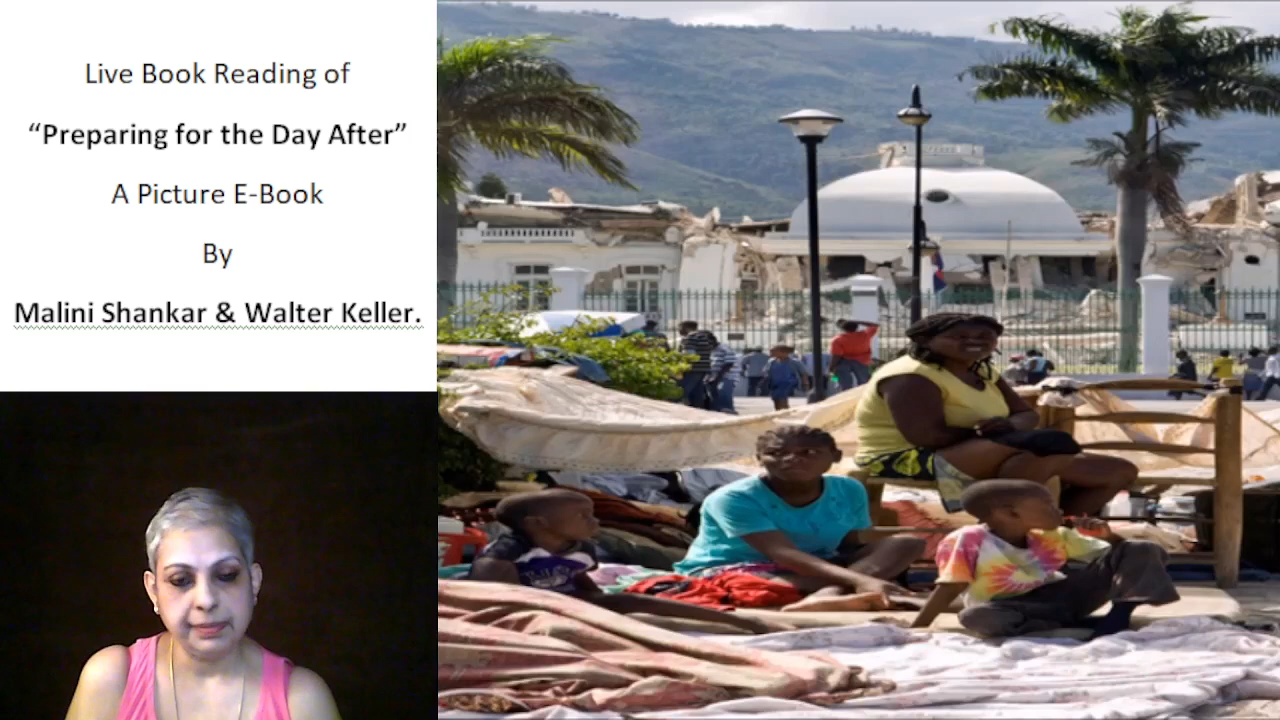 Live Book Reading of
“Preparing for the Day After”
A Picture E-Book
By
Malini Shankar & Walter Keller.